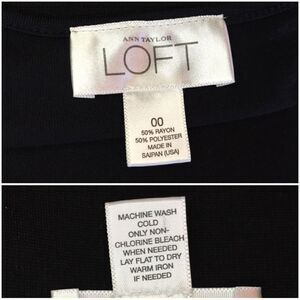 ANN TAYLOR
LOFT
00
50% RAYON
50% POLYESTER
MADE IN
SAIPAN (USA)
MACHINE WASH
COLD
ONLY NON-
CHLORINE BLEACH
WHEN NEEDED
LAY FLAT TO DRY
WARM IRON
IF NEEDED